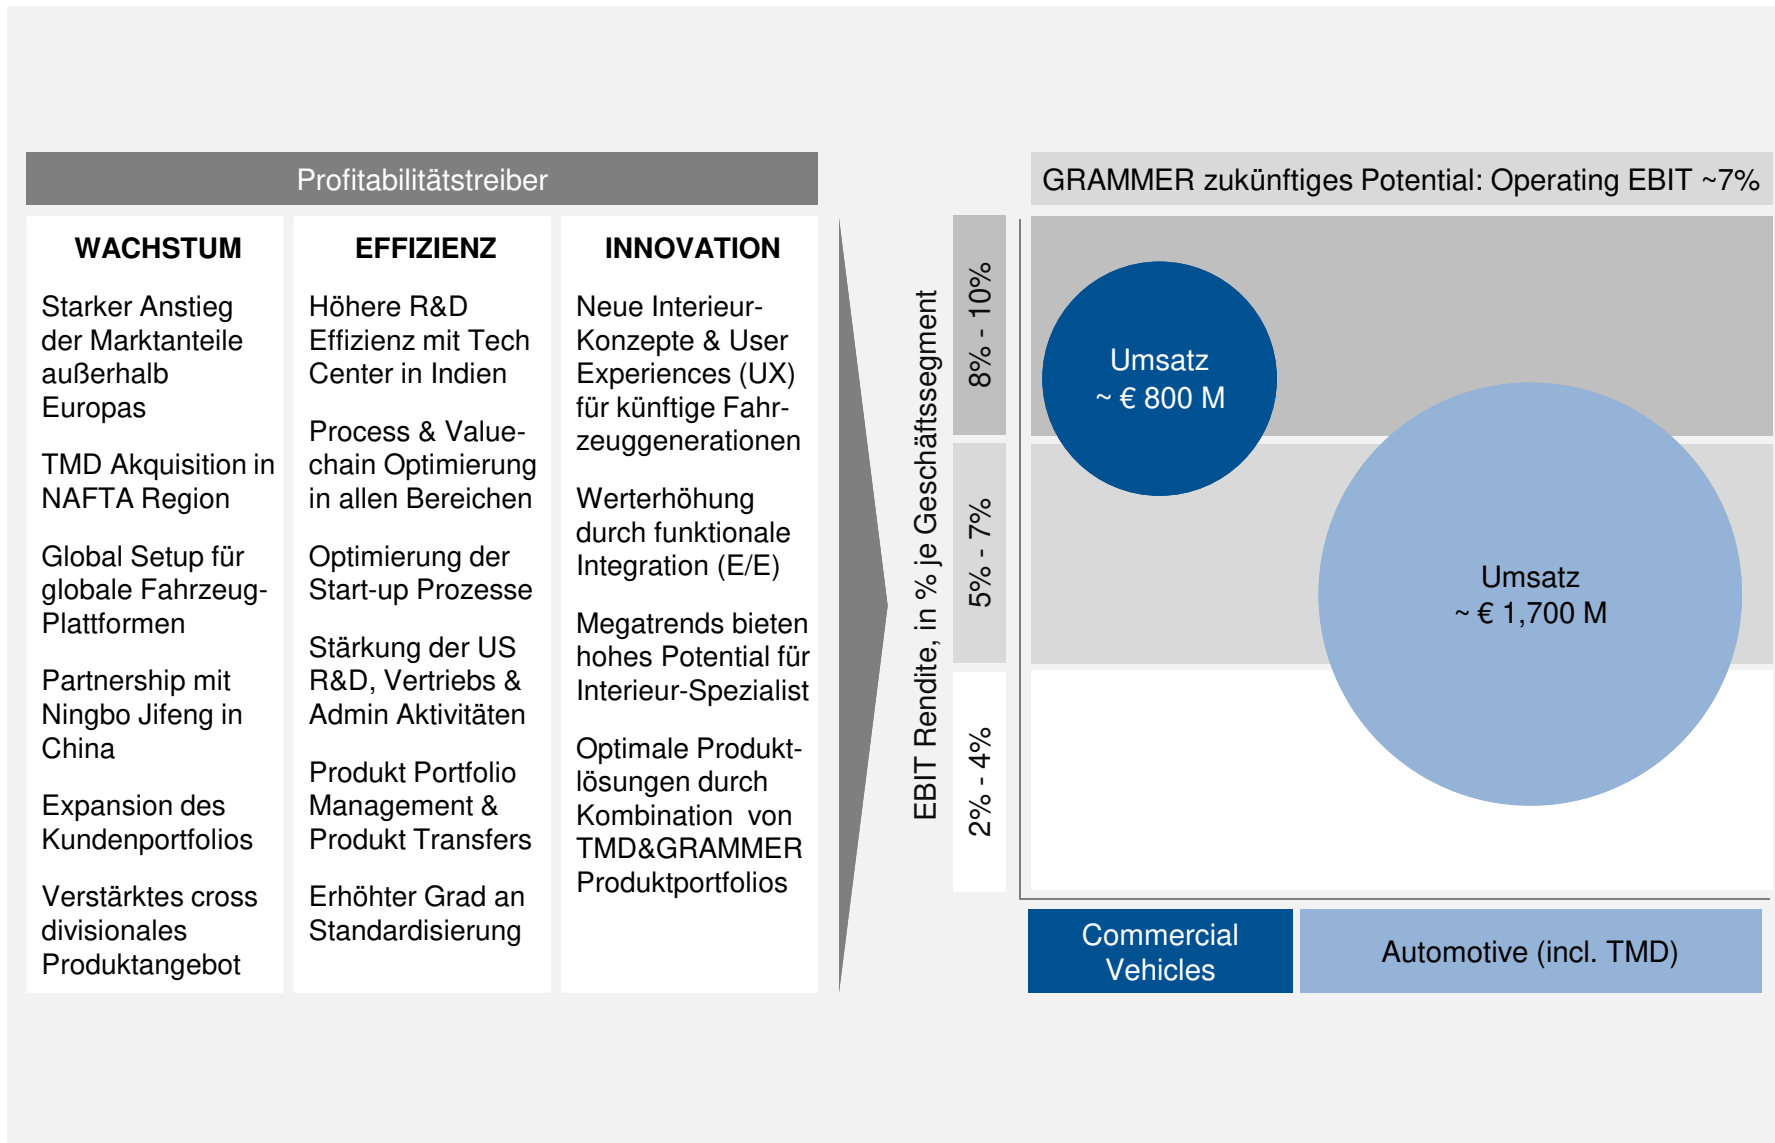 Profitabilitätstreiber
WACHSTUM
Starker Anstieg
der Marktanteile
außerhalb
Europas
TMD Akquisition in
NAFTA Region
Global Setup für
globale Fahrzeug-
Plattformen
Partnership mit
Ningbo Jifeng in
China
Expansion des
Kundenportfolios
Verstärktes cross
divisionales
Produktangebot
EFFIZIENZ
Höhere R&D
Effizienz mit Tech
Center in Indien
Process & Value-
chain Optimierung
in allen Bereichen
Optimierung der
Start-up Prozesse
Stärkung der US
R&D, Vertriebs &
Admin Aktivitäten
Produkt Portfolio
Management &
Produkt Transfers
Erhöhter Grad an
Standardisierung
INNOVATION
Neue Interieur-
Konzepte & User
Experiences (UX)
für künftige Fahr-
zeuggenerationen
Werterhöhung
durch funktionale
Integration (E/E)
Megatrends bieten
hohes Potential für
Interieur-Spezialist
Optimale Produkt-
lösungen durch
Kombination von
TMD&GRAMMER
Produktportfolios
GRAMMER zukünftiges Potential: Operating EBIT ~7%
EBIT Rendite, in % je Geschäftssegment
8% - 10%
5% - 7%
2% - 4%
Umsatz
~ € 800 M
Umsatz
~ € 1,700 M
Commercial
Vehicles
Automotive (incl. TMD)